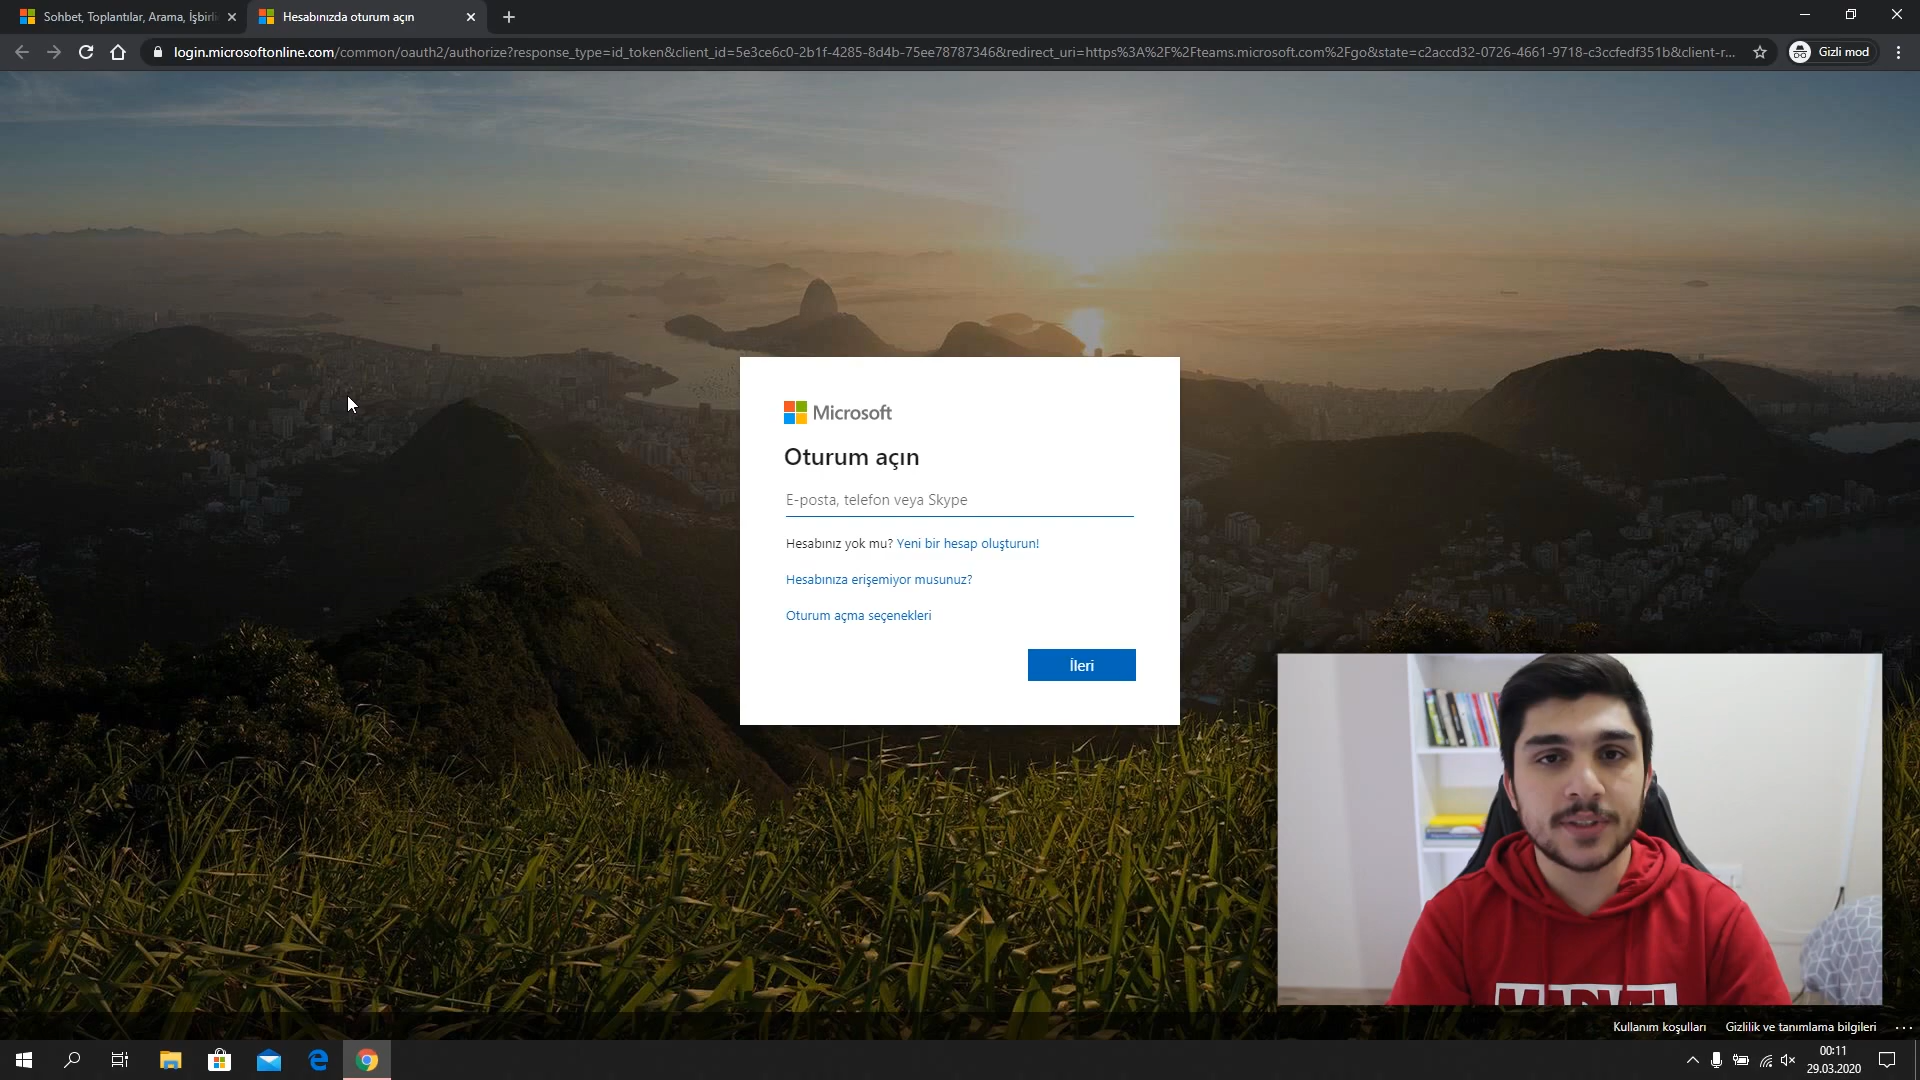 Sohbet, Toplantılar, Arama, İşbirli
Hesabınızda oturum açın
login.microsoftonline.com/common/oauth2/authorize?response_type=id_token&client_id=5e3ce6c0-2b1f-4285-8d4b-75ee78787346&redirect_uri=https%3A%2F%2Fteams.microsoft.com%2Fgo&state=c2accd32-0726-4661-9718-c3ccfedf351b&client-r...
Gizli mod
Microsoft
Oturum açın
E-posta, telefon veya Skype
Hesabınız yok mu? Yeni bir hesap oluşturun!
Hesabınıza erişemiyor musunuz?
Oturum açma seçenekleri
İleri
MARVEL
Kullanım koşulları
Gizlilik ve tanımlama bilgileri
...
00:11
29.03.2020